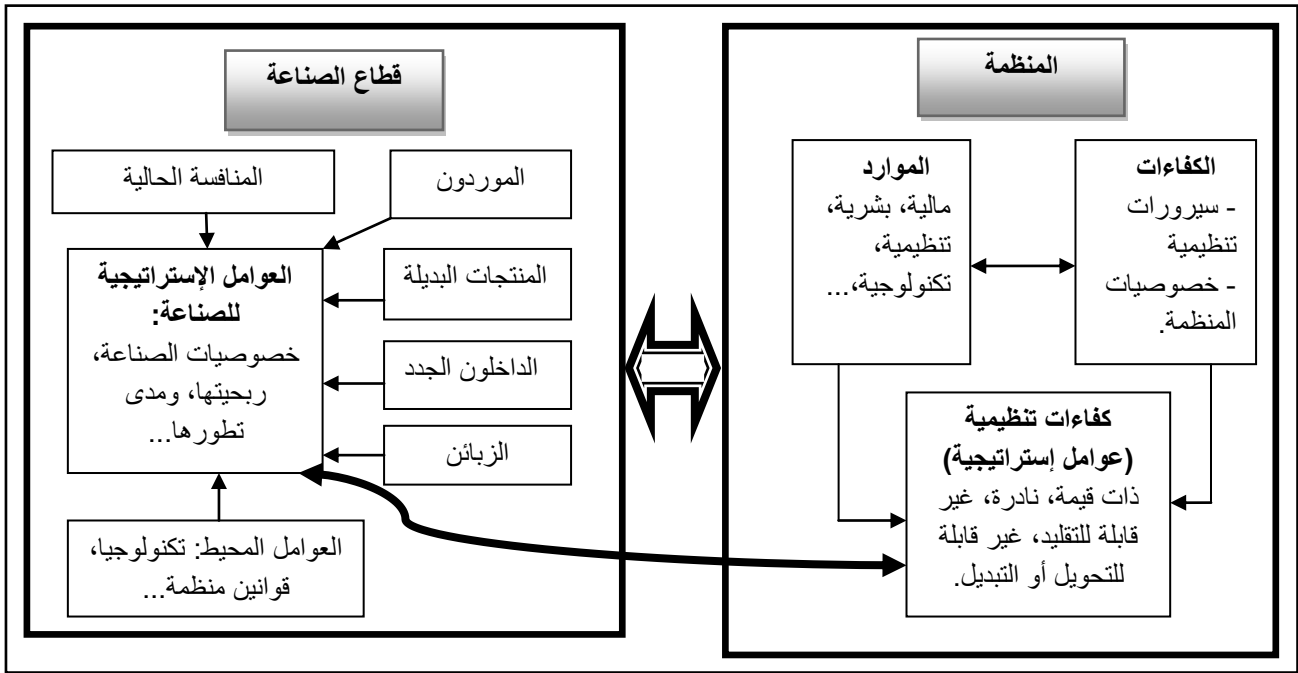 المنظمة
الموارد
مالية، بشرية،
تنظيمية،
تكنولوجية،...
الكفاءات
- سيرورات
تنظيمية
- خصوصيات
المنظمة.
كفاءات تنظيمية
(عوامل إستراتيجية)
ذات قيمة، نادرة، غير
قابلة للتقليد، غير قابلة
للتحويل أو التبديل.
قطاع الصناعة
الموردون
المنافسة الحالية
المنتجات البديلة
الداخلون الجدد
الزبائن
العوامل الإستراتيجية
للصناعة:
خصوصيات الصناعة،
ربحيتها، ومدى
تطورها...
العوامل المحيط: تكنولوجيا،
قوانين منظمة...